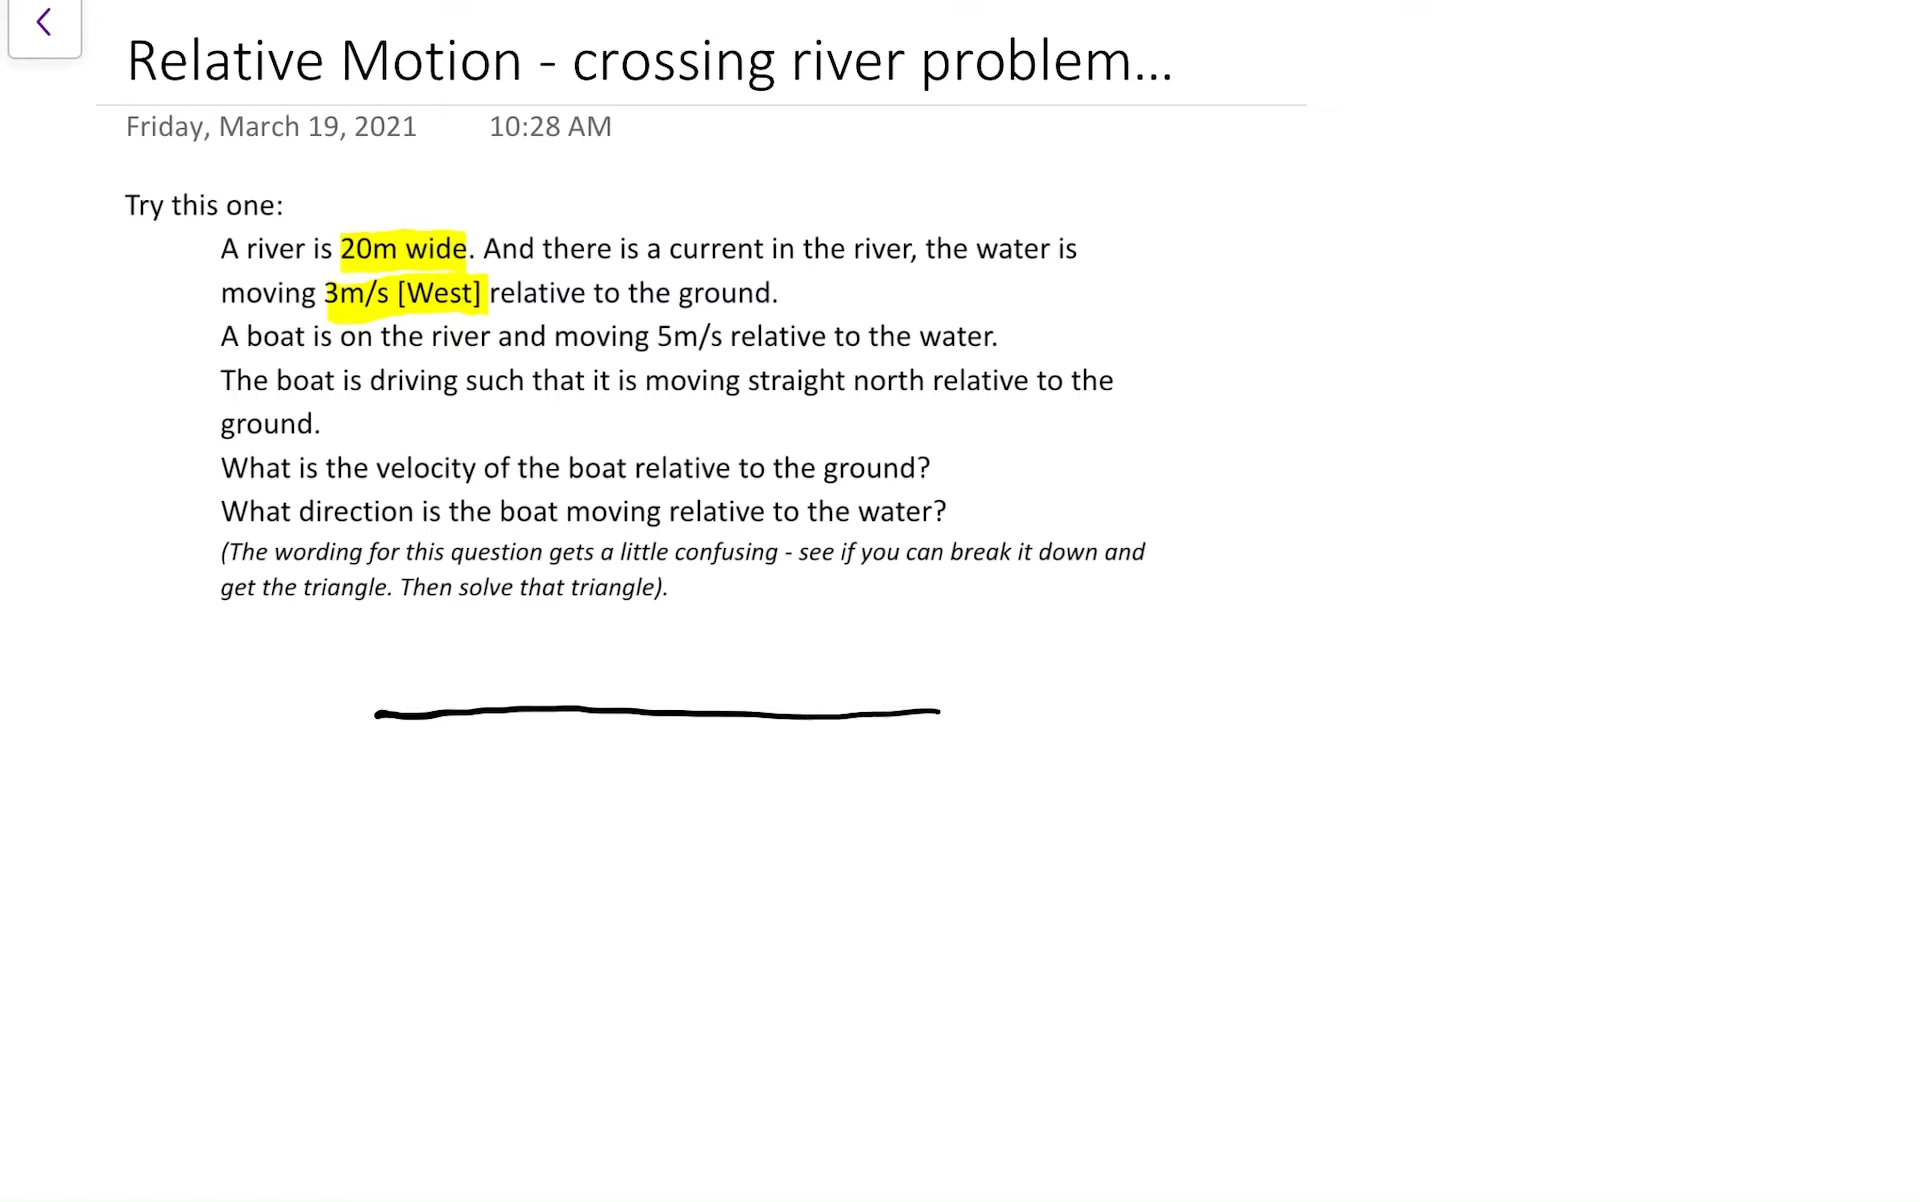 Relative Motion - crossing river problem...
Friday, March 19, 2021 10:28 AM
Try this one:
A river is 20m wide. And there is a current in the river, the water is
moving 3m/s [West] relative to the ground.
A boat is on the river and moving 5m/s relative to the water.
The boat is driving such that it is moving straight north relative to the
ground.
What is the velocity of the boat relative to the ground?
What direction is the boat moving relative to the water?
(The wording for this question gets a little confusing - see if you can break it down and
get the triangle. Then solve that triangle).